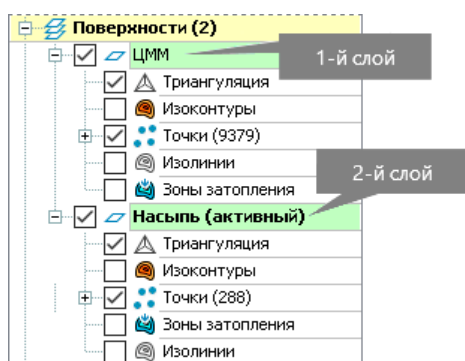 Поверхности (2)
ЦММ
1-й слой
Триангуляция
Изоконтуры
Точки (9379)
Изолинии
2-й слой
Зоны затопления
Насыпь (активный)
Триангуляция
Изоконтуры
Точки (288)
Зоны затопления
Изолинии